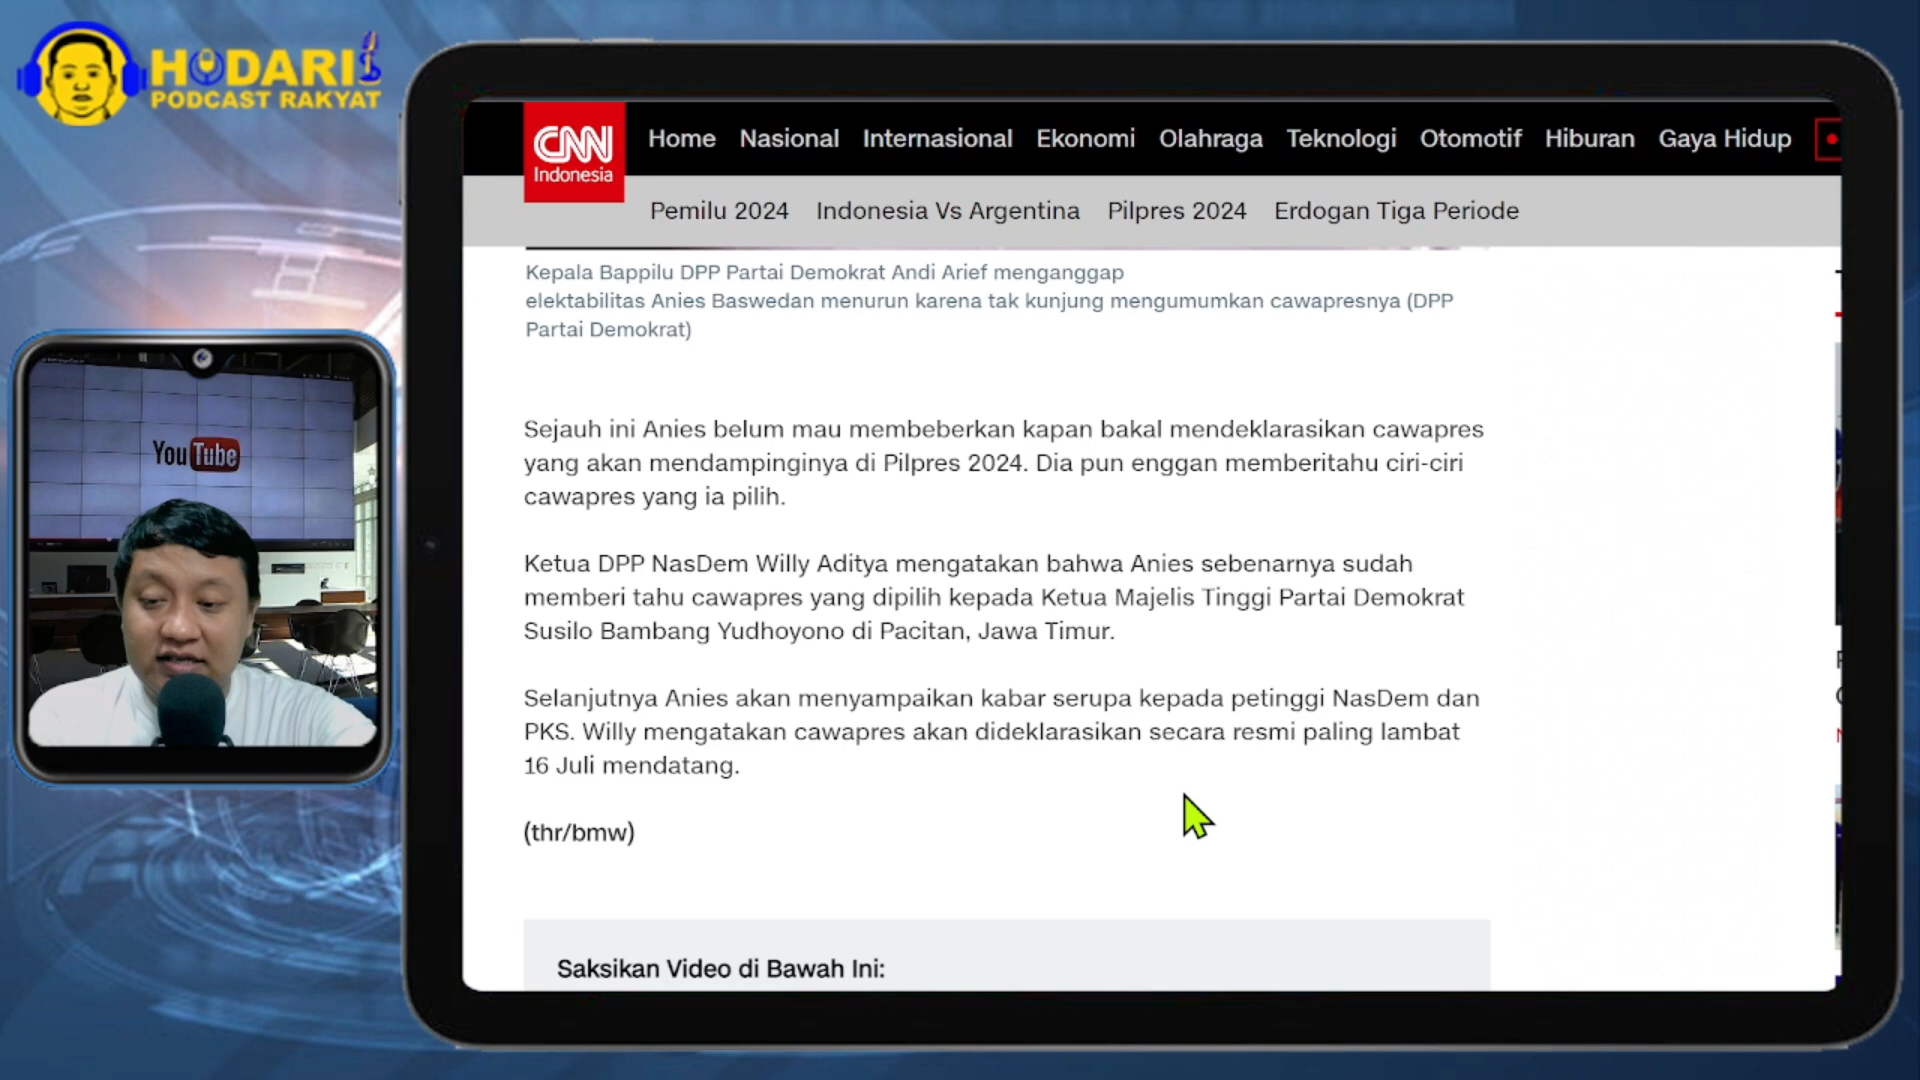 HODARI
PODCAST RAKYAT
CNN
Indonesia
Home Nasional Internasional Ekonomi Olahraga Teknologi Otomotif Hiburan Gaya Hidup
Pemilu 2024 Indonesia Vs Argentina Pilpres 2024 Erdogan Tiga Periode
Kepala Bappilu DPP Partai Demokrat Andi Arief menganggap
elektabilitas Anies Baswedan menurun karena tak kunjung mengumumkan cawapresnya (DPP
Partai Demokrat)
YouTube
Sejauh ini Anies belum mau membeberkan kapan bakal mendeklarasikan cawapres
yang akan mendampinginya di Pilpres 2024. Dia pun enggan memberitahu ciri-ciri
cawapres yang ia pilih.
Ketua DPP NasDem Willy Aditya mengatakan bahwa Anies sebenarnya sudah
memberi tahu cawapres yang dipilih kepada Ketua Majelis Tinggi Partai Demokrat
Susilo Bambang Yudhoyono di Pacitan, Jawa Timur.
Selanjutnya Anies akan menyampaikan kabar serupa kepada petinggi NasDem dan
PKS. Willy mengatakan cawapres akan dideklarasikan secara resmi paling lambat
16 Juli mendatang.
(thr/bmw)
Saksikan Video di Bawah Ini: